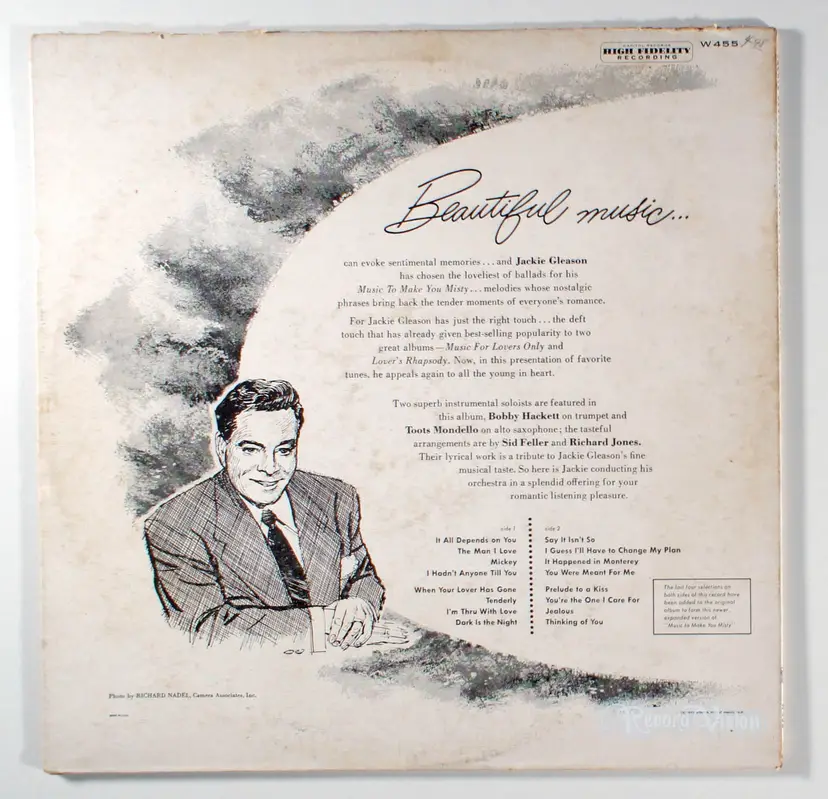 CAPITOL RECORDS
HIGH FIDELITY
RECORDING
W455
Beautiful music...
can evoke sentimental memories . . . and Jackie Gleason
has chosen the loveliest of ballads for his
Music To Make You Misty . . . melodies whose nostalgic
phrases bring back the tender moments of everyone's romance.
For Jackie Gleason has just the right touch . . . the deft
touch that has already given best-selling popularity to two
great albums — Music For Lovers Only and
Lover's Rhapsody. Now, in this presentation of favorite
tunes, he appeals again to all the young in heart.
Two superb instrumental soloists are featured in
this album, Bobby Hackett on trumpet and
Toots Mondello on alto saxophone; the tasteful
arrangements are by Sid Feller and Richard Jones.
Their lyrical work is a tribute to Jackie Gleason's fine
musical taste. So here is Jackie conducting his
orchestra in a splendid offering for your
romantic listening pleasure.
side 1
It All Depends on You
The Man I Love
Mickey
I Hadn't Anyone Till You
When Your Lover Has Gone
Tenderly
I'm Thru With Love
Dark Is the Night
side 2
Say It Isn't So
I Guess I'll Have to Change My Plan
It Happened in Monterey
You Were Meant For Me
Prelude to a Kiss
You're the One I Care For
Jealous
Thinking of You
The last four selections on
both sides of this record have
been added to the original
album to form this newer,
expanded version of
"Music to Make You Misty"
Photo by RICHARD NADEL, Camera Associates, Inc.
Record Vision